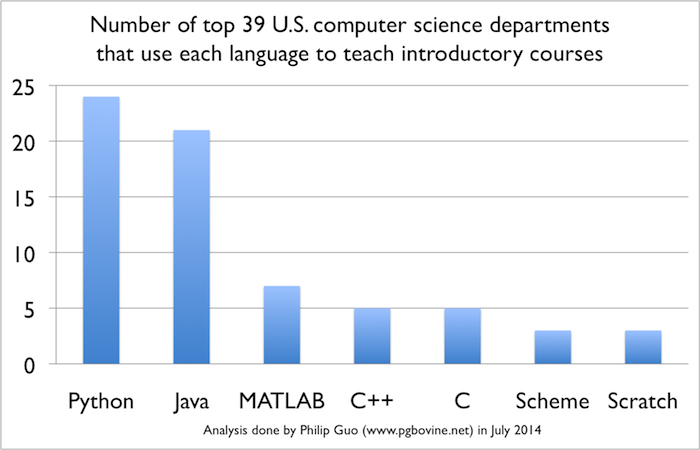 Number of top 39 U.S. computer science departments
that use each language to teach introductory courses
25
20
15
10
5
0
Python Java MATLAB C++ C Scheme Scratch
Analysis done by Philip Guo (www.pgbovine.net) in July 2014